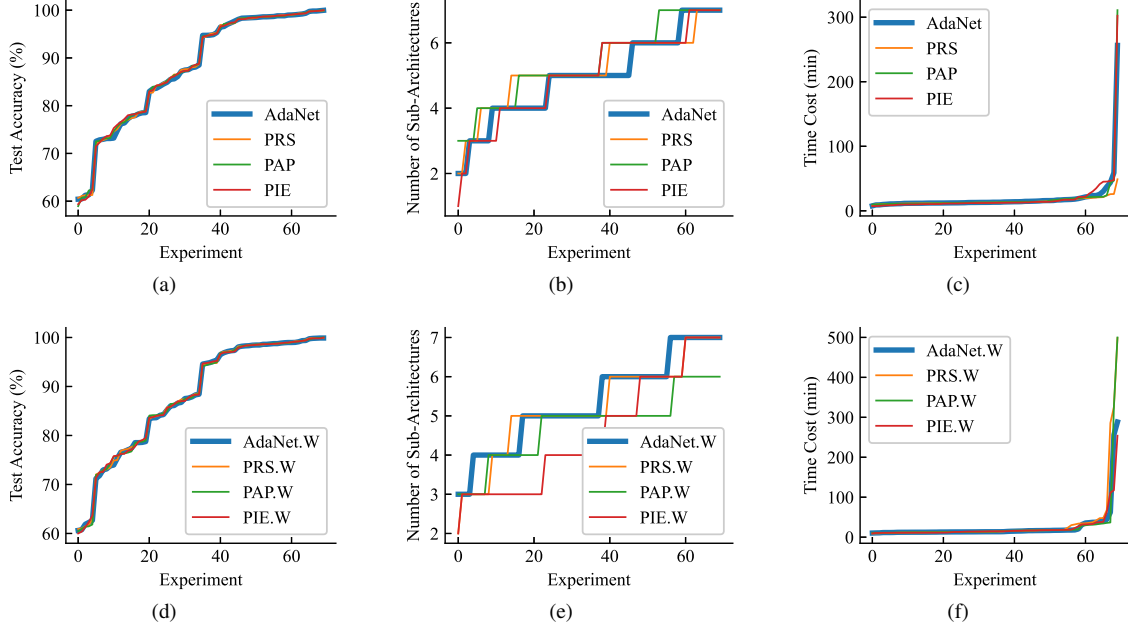 Test Accuracy (%)
100
90
80
70
60
AdaNet
PRS
PAP
PIE
0
20
40
60
Experiment
(a)
Number of Sub-Architectures
6
4
2
AdaNet
PRS
PAP
PIE
0
20
40
60
Experiment
(b)
Time Cost (min)
300
200
100
0
AdaNet
PRS
PAP
PIE
0
20
40
60
Experiment
(c)
Test Accuracy (%)
100
90
80
70
60
AdaNet.W
PRS.W
PAP.W
PIE.W
0
20
40
60
Experiment
(d)
Number of Sub-Architectures
7
6
5
4
3
2
AdaNet.W
PRS.W
PAP.W
PIE.W
0
20
40
60
Experiment
(e)
Time Cost (min)
500
400
300
200
100
0
AdaNet.W
PRS.W
PAP.W
PIE.W
0
20
40
60
Experiment
(f)